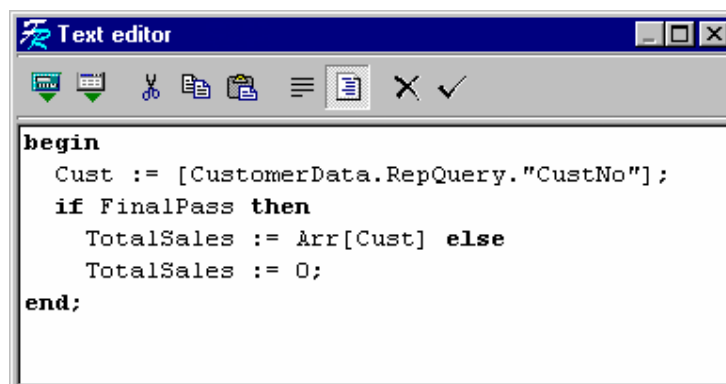 Text editor
begin
  Cust := [CustomerData.RepQuery."CustNo"];
  if FinalPass then
    TotalSales := Arr[Cust] else
    TotalSales := 0;
end;